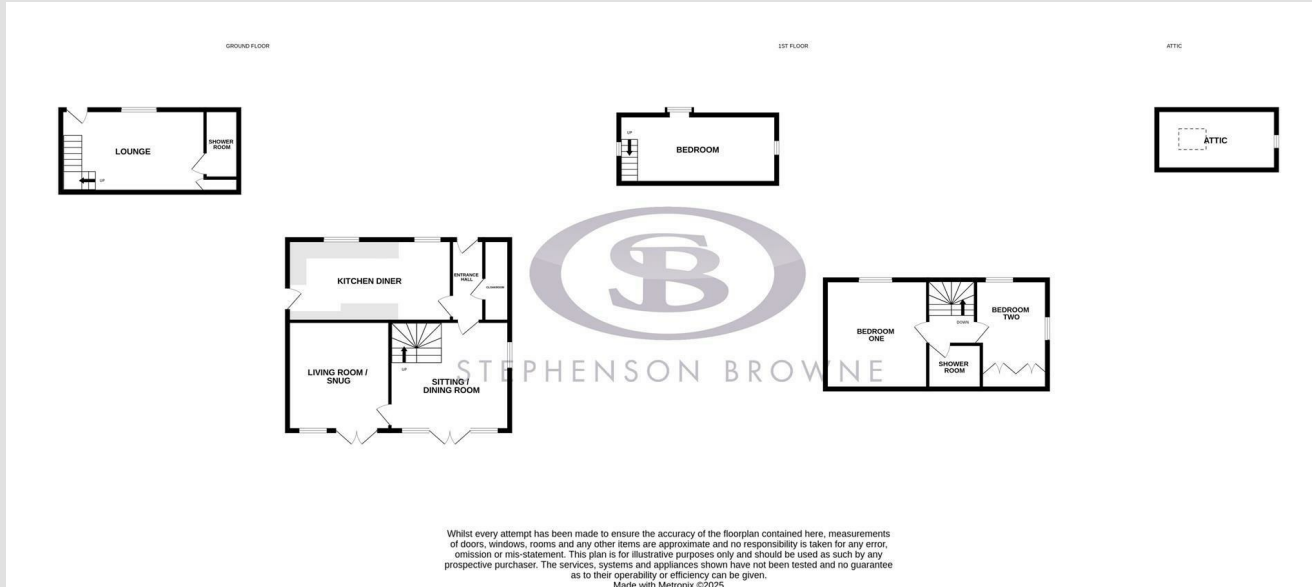 GROUND FLOOR
1ST FLOOR
ATTIC
LOUNGE
SHOWER
ROOM
UP
UP
BEDROOM
ATTIC
KITCHEN DINER
ENTRANCE
HALL
CLOAKROOM
LIVING ROOM /
SNUG
UP
SITTING /
DINING ROOM
BEDROOM
ONE
DOWN
BEDROOM
TWO
SHOWER
ROOM
SB
STEPHENSON BROWNE
Whilst every attempt has been made to ensure the accuracy of the floorplan contained here, measurements
of doors, windows, rooms and any other items are approximate and no responsibility is taken for any error,
omission or mis-statement. This plan is for illustrative purposes only and should be used as such by any
prospective purchaser. The services, systems and appliances shown have not been tested and no guarantee
as to their operability or efficiency can be given.
Made with Metropix ©2025